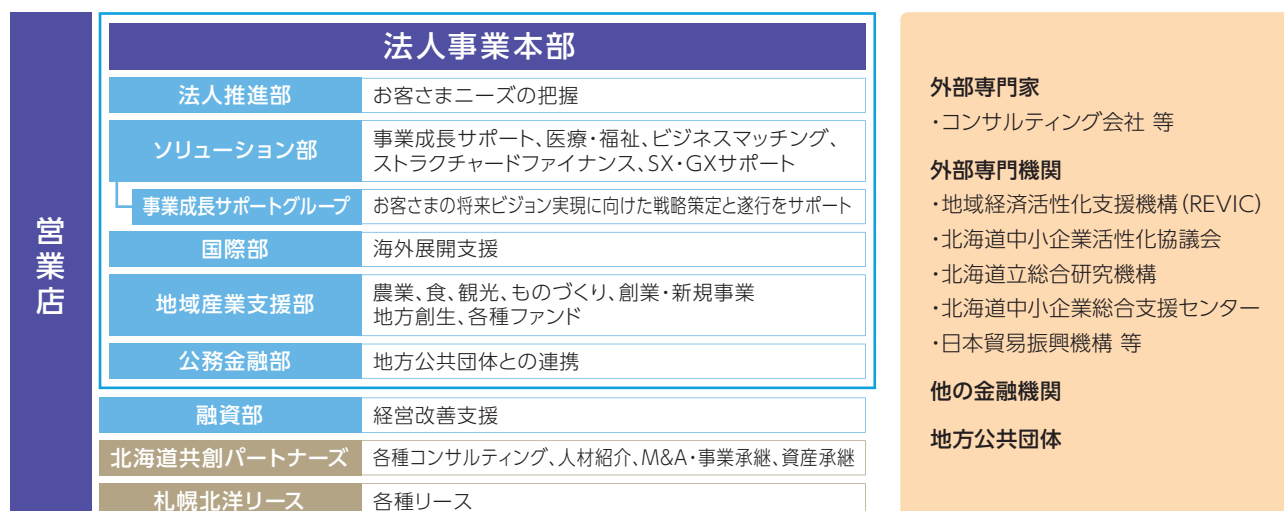 営業店
法人事業本部
法人推進部
お客さまニーズの把握
ソリューション部
事業成長サポート、医療・福祉、ビジネスマッチング、
ストラクチャードファイナンス、SX・GXサポート
事業成長サポートグループ
お客さまの将来ビジョン実現に向けた戦略策定と遂行をサポート
国際部
海外展開支援
地域産業支援部
農業、食、観光、ものづくり、創業・新規事業
地方創生、各種ファンド
公務金融部
地方公共団体との連携
融資部
経営改善支援
北海道共創パートナーズ
各種コンサルティング、人材紹介、M&A・事業承継、資産承継
札幌北洋リース
各種リース
外部専門家
・コンサルティング会社 等
外部専門機関
・地域経済活性化支援機構(REVIC)
・北海道中小企業活性化協議会
・北海道立総合研究機構
・北海道中小企業総合支援センター
・日本貿易振興機構 等
他の金融機関
地方公共団体